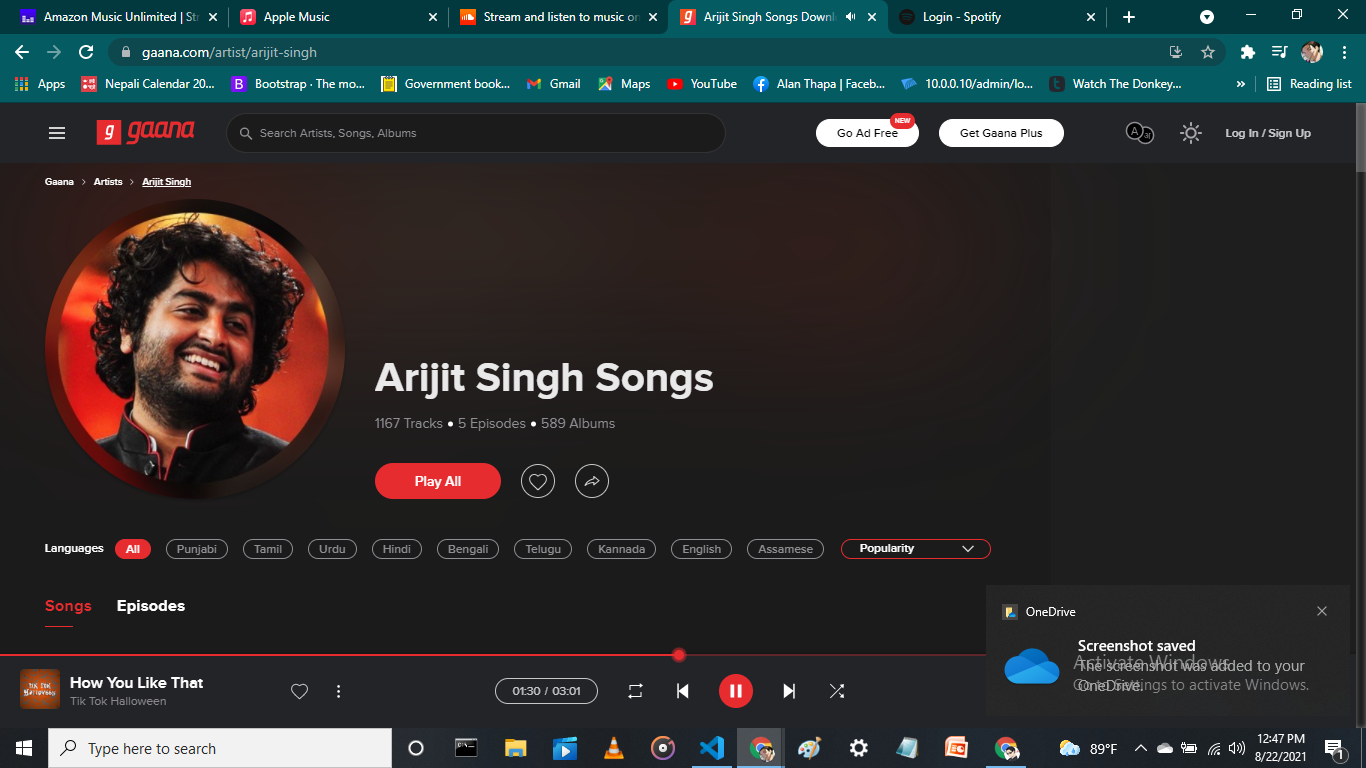 Amazon Music Unlimited | Str
Apple Music
Stream and listen to music on
Arijit Singh Songs Downl
Login - Spotify
gaana.com/artist/arijit-singh
Apps
Nepali Calendar 20...
Bootstrap · The mo...
Government book...
Gmail
Maps
YouTube
Alan Thapa | Faceb...
10.0.0.10/admin/lo...
Watch The Donkey...
»
Reading list
gaana
Search Artists, Songs, Albums
Go Ad Free
NEW
Get Gaana Plus
Log In / Sign Up
Gaana > Artists > Arijit Singh
Arijit Singh Songs
1167 Tracks • 5 Episodes • 589 Albums
Play All
Languages All Punjabi Tamil Urdu Hindi Bengali Telugu Kannada English Assamese Popularity
Songs Episodes
OneDrive
Screenshot saved
The screenshot was added to your
OneDrive.
Activate Windows
Go to Settings to activate Windows.
How You Like That
Tik Tok Halloween
TIK TOK
Halloween
01:30 / 03:01
Type here to search
89°F
12:47 PM
8/22/2021
1